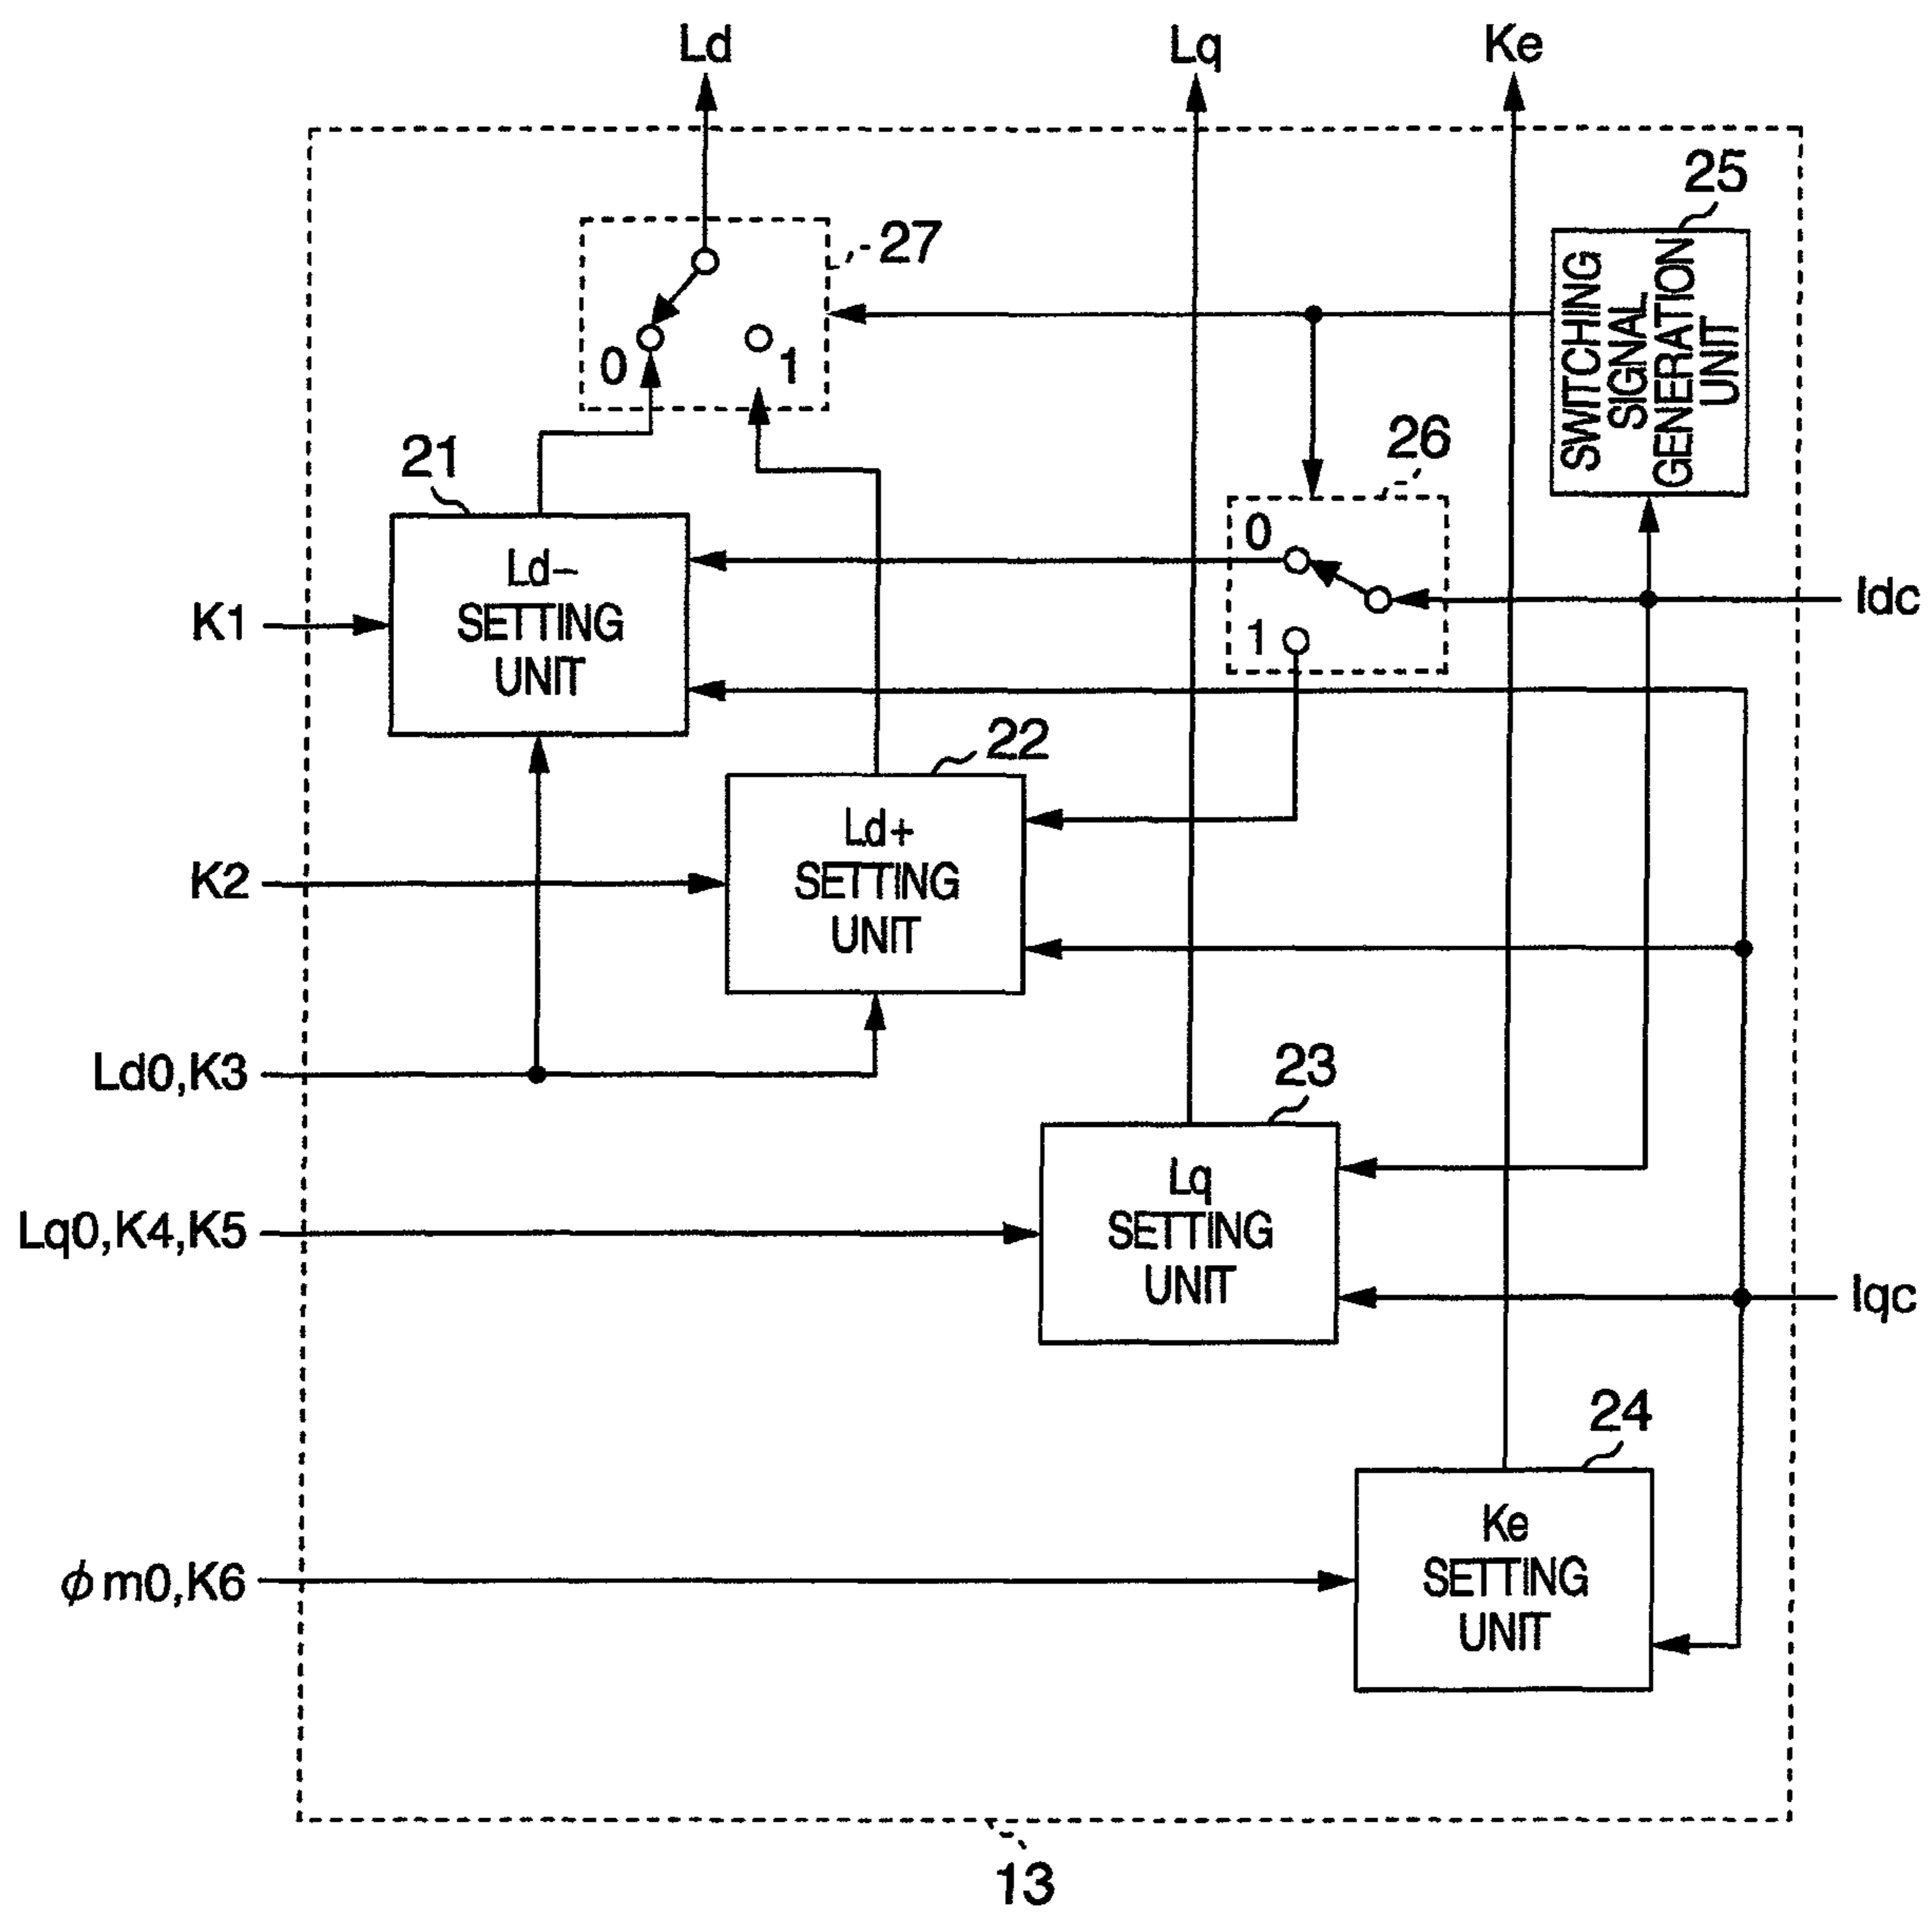 Ld
Lq
Ke
25
27
SWITCHING
SIGNAL
GENERATION
UNIT
0
1
26
21
0
Ld-
SETTING
UNIT
Idc
K1
1
22
Ld+
SETTING
UNIT
K2
23
Ld0,K3
Lq
SETTING
UNIT
Lq0,K4,K5
Iqc
24
Ke
SETTING
UNIT
ϕm0,K6
13